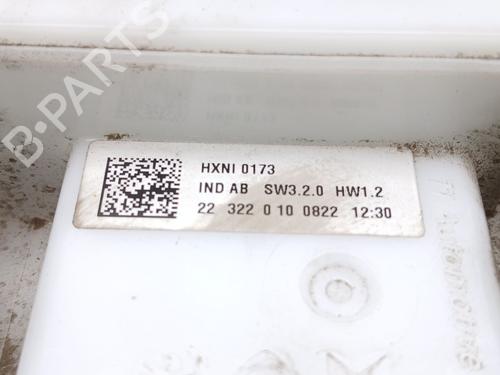 B-PARTS
HXNI 0173
IND AB SW3.2.0 HW1.2
22 322 0 10 0822 12:30